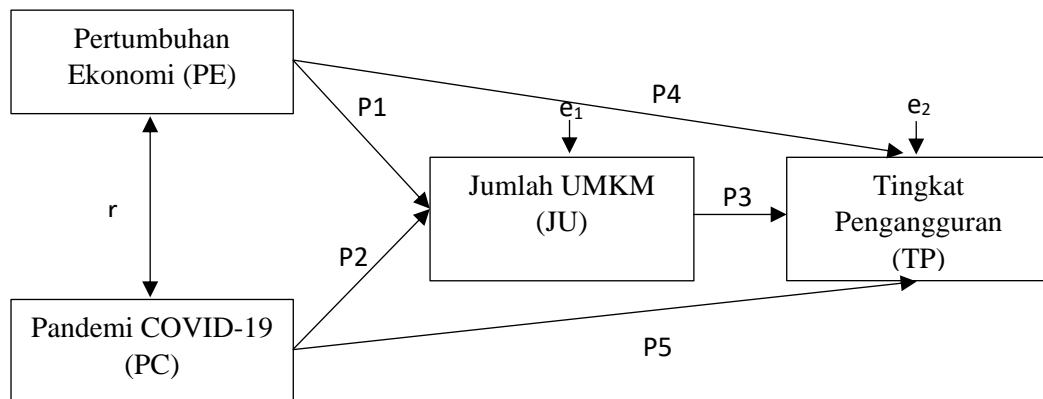 Pertumbuhan
Ekonomi (PE)
P4
P1
e1
e2
Jumlah UMKM
(JU)
P3
Tingkat
Pengangguran
(TP)
r
P2
Pandemi COVID-19
(PC)
P5